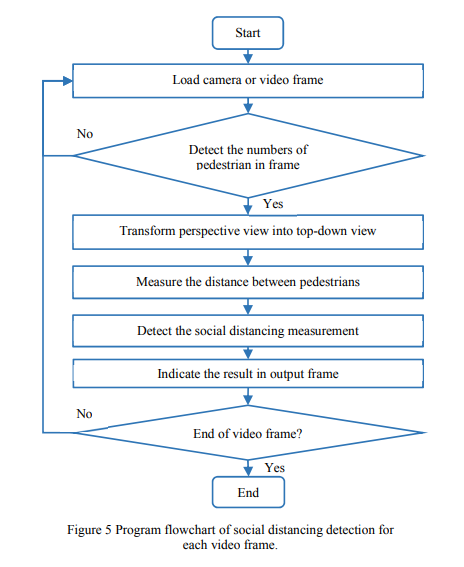 Start
Load camera or video frame
No
Detect the numbers of
pedestrian in frame
Yes
Transform perspective view into top-down view
Measure the distance between pedestrians
Detect the social distancing measurement
Indicate the result in output frame
No
End of video frame?
Yes
End
Figure 5 Program flowchart of social distancing detection for
each video frame.